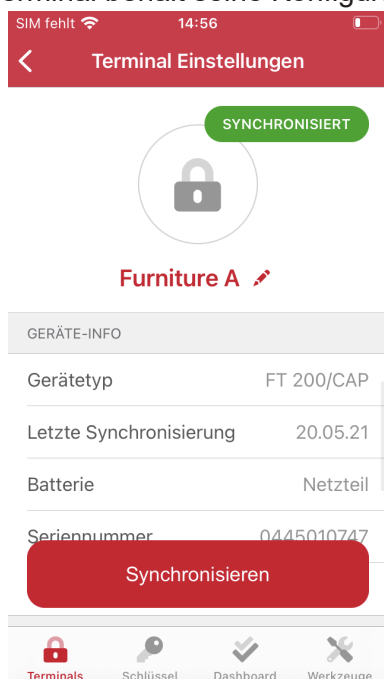 SIM fehlt 14:56
Terminal Einstellungen
SYNCHRONISIERT
Furniture A
GERÄTE-INFO
Gerätetyp FT 200/CAP
Letzte Synchronisierung 20.05.21
Batterie Netzteil
Seriennummer 0445010747
Synchronisieren
Terminals Schlüssel Dashboard Werkzeuge